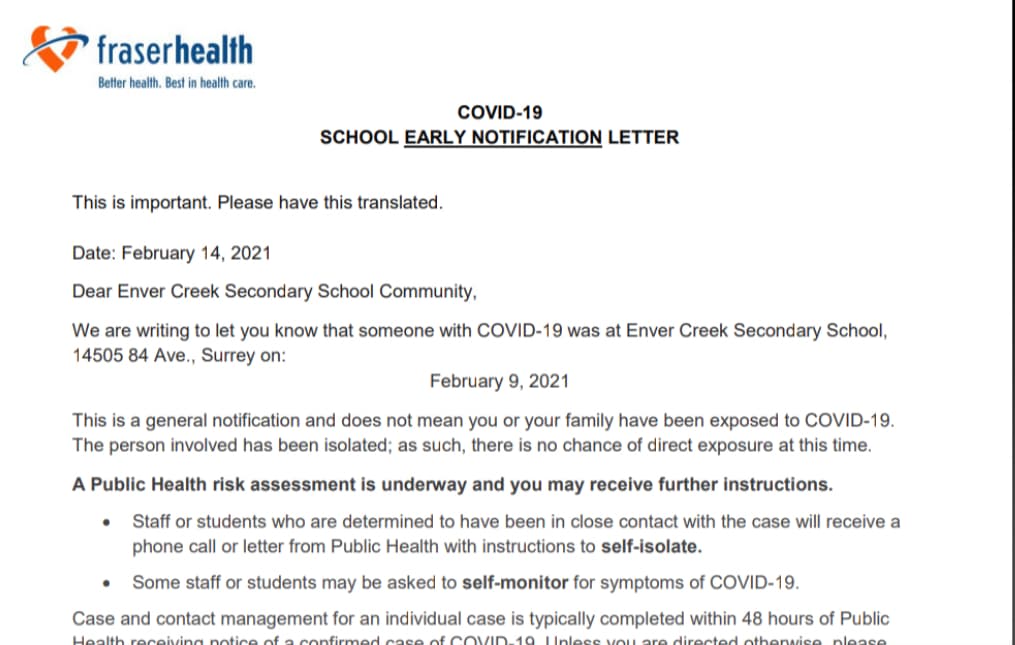 fraserhealth
Better health. Best in health care.
COVID-19
SCHOOL EARLY NOTIFICATION LETTER
This is important. Please have this translated.
Date: February 14, 2021
Dear Enver Creek Secondary School Community,
We are writing to let you know that someone with COVID-19 was at Enver Creek Secondary School,
14505 84 Ave., Surrey on:
February 9, 2021
This is a general notification and does not mean you or your family have been exposed to COVID-19.
The person involved has been isolated; as such, there is no chance of direct exposure at this time.
A Public Health risk assessment is underway and you may receive further instructions.
• Staff or students who are determined to have been in close contact with the case will receive a
phone call or letter from Public Health with instructions to self-isolate.
• Some staff or students may be asked to self-monitor for symptoms of COVID-19.
Case and contact management for an individual case is typically completed within 48 hours of Public
Health receiving notice of a confirmed case of COVID-19. Unless you are directed otherwise, please